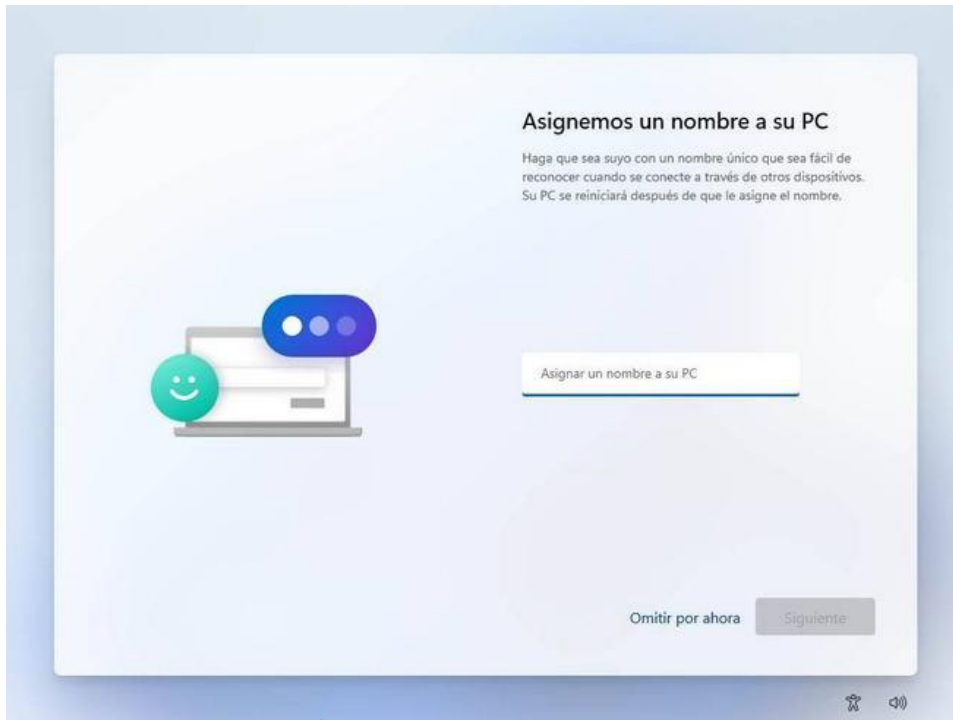 Asignemos un nombre a su PC
Haga que sea suyo con un nombre único que sea fácil de
reconocer cuando se conecte a través de otros dispositivos.
Su PC se reiniciará después de que le asigne el nombre.
Asignar un nombre a su PC
Omitir por ahora
Siguiente